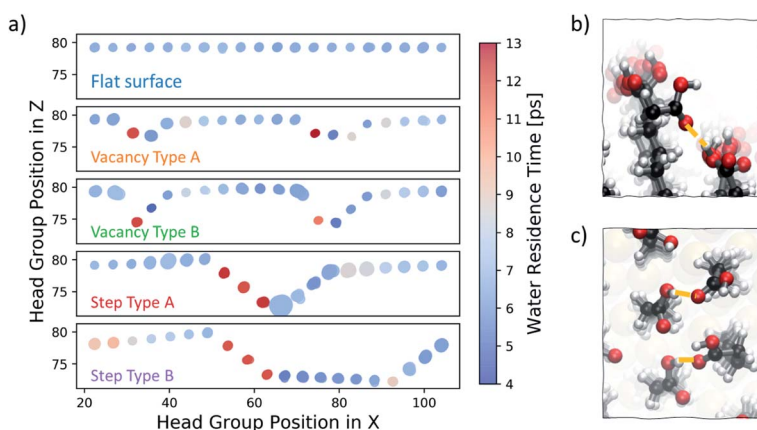 a)
Head Group Position in Z
80
75
Flat surface
80
75
Vacancy Type A
80
75
Vacancy Type B
80
75
Step Type A
80
75
Step Type B
20 40 60 80 100
Head Group Position in X
13
12
11
10
9
8
7
6
5
4
Water Residence Time [ps]
b)
c)